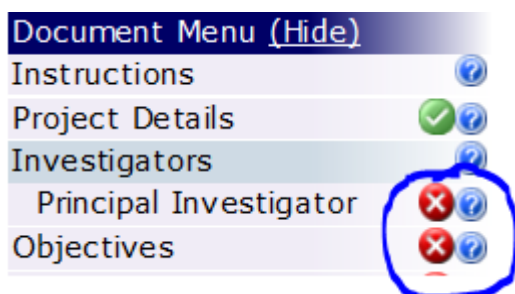 Document Menu (Hide)
Instructions
Project Details
Investigators
Principal Investigator
Objectives